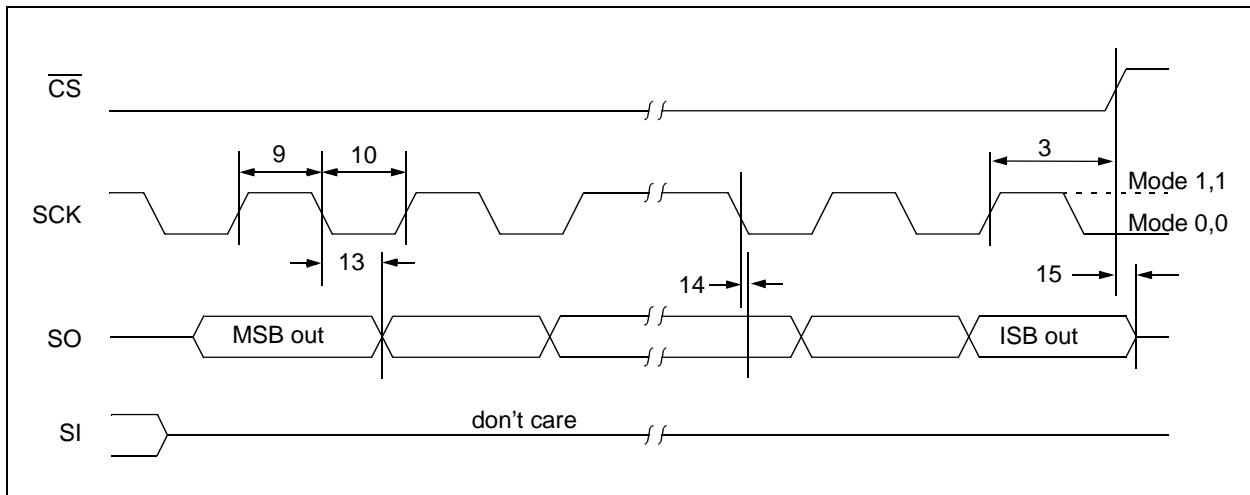 CS
9
10
3
SCK
Mode 1,1
Mode 0,0
13
14
15
SO
MSB out
ISB out
SI
don't care